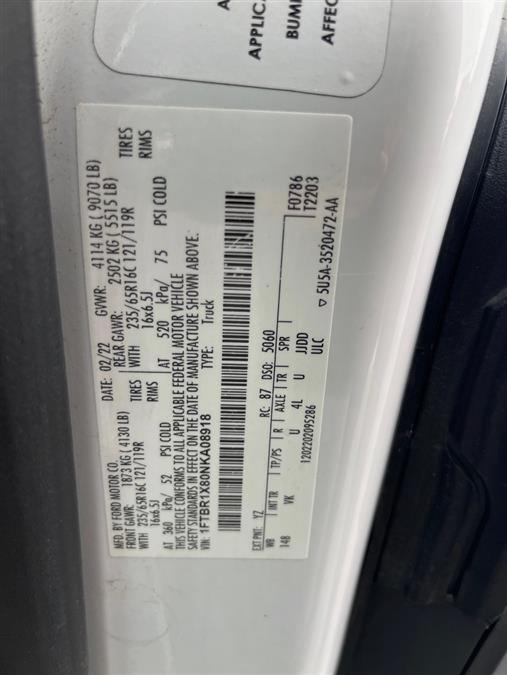 A
APPLICA
BUMP
AFFEC
MFD. BY FORD MOTOR CO.
DATE: 02/22 GVWR: 4114 KG ( 9070 LB)
FRONT GAWR: 1873 KG ( 4130 LB) REAR GAWR: 2502 KG ( 5515 LB)
WITH 235/65R16C 121/119R TIRES WITH 235/65R16C 121/119R TIRES
16x6.5J RIMS 16x6.5J RIMS
AT 360 kPa/ 52 PSI COLD AT 520 kPa/ 75 PSI COLD
THIS VEHICLE CONFORMS TO ALL APPLICABLE FEDERAL MOTOR VEHICLE
SAFETY STANDARDS IN EFFECT ON THE DATE OF MANUFACTURE SHOWN ABOVE.
VIN: 1FTBR1X80NKA08918 TYPE: Truck
F0786
T2203
EXT PNT: YZ RC: 87 DSO: 5060
WB INT TR TP/PS R AXLE TR SPR
148 VK U 4L U JJDD
1202202095286 ULC
▽ 5U5A-3520472-AA